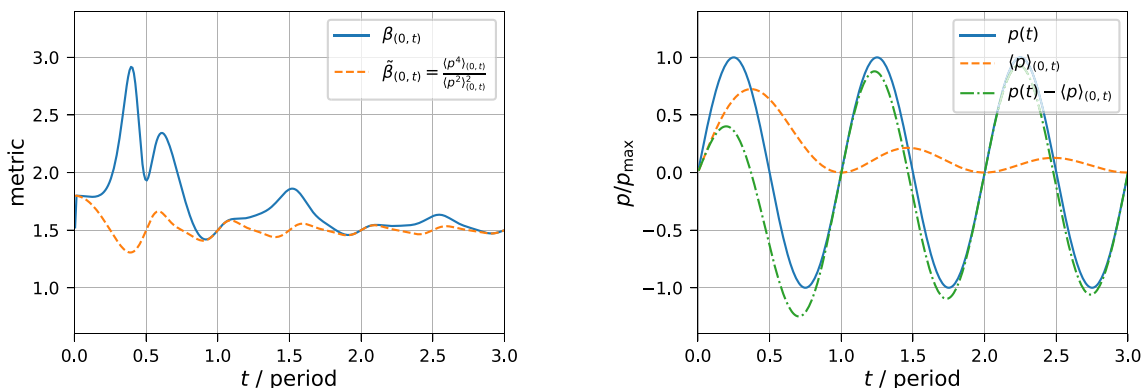 3.0
2.5
2.0
1.5
1.0
metric
0.0 0.5 1.0 1.5 2.0 2.5 3.0
t / period
β(0, t)
β̃(0, t) = ⟨p⁴⟩(0, t) / ⟨p²⟩²(0, t)
1.0
0.5
0.0
−0.5
−1.0
p/pmax
0.0 0.5 1.0 1.5 2.0 2.5 3.0
t / period
p(t)
⟨p⟩(0, t)
p(t) − ⟨p⟩(0, t)